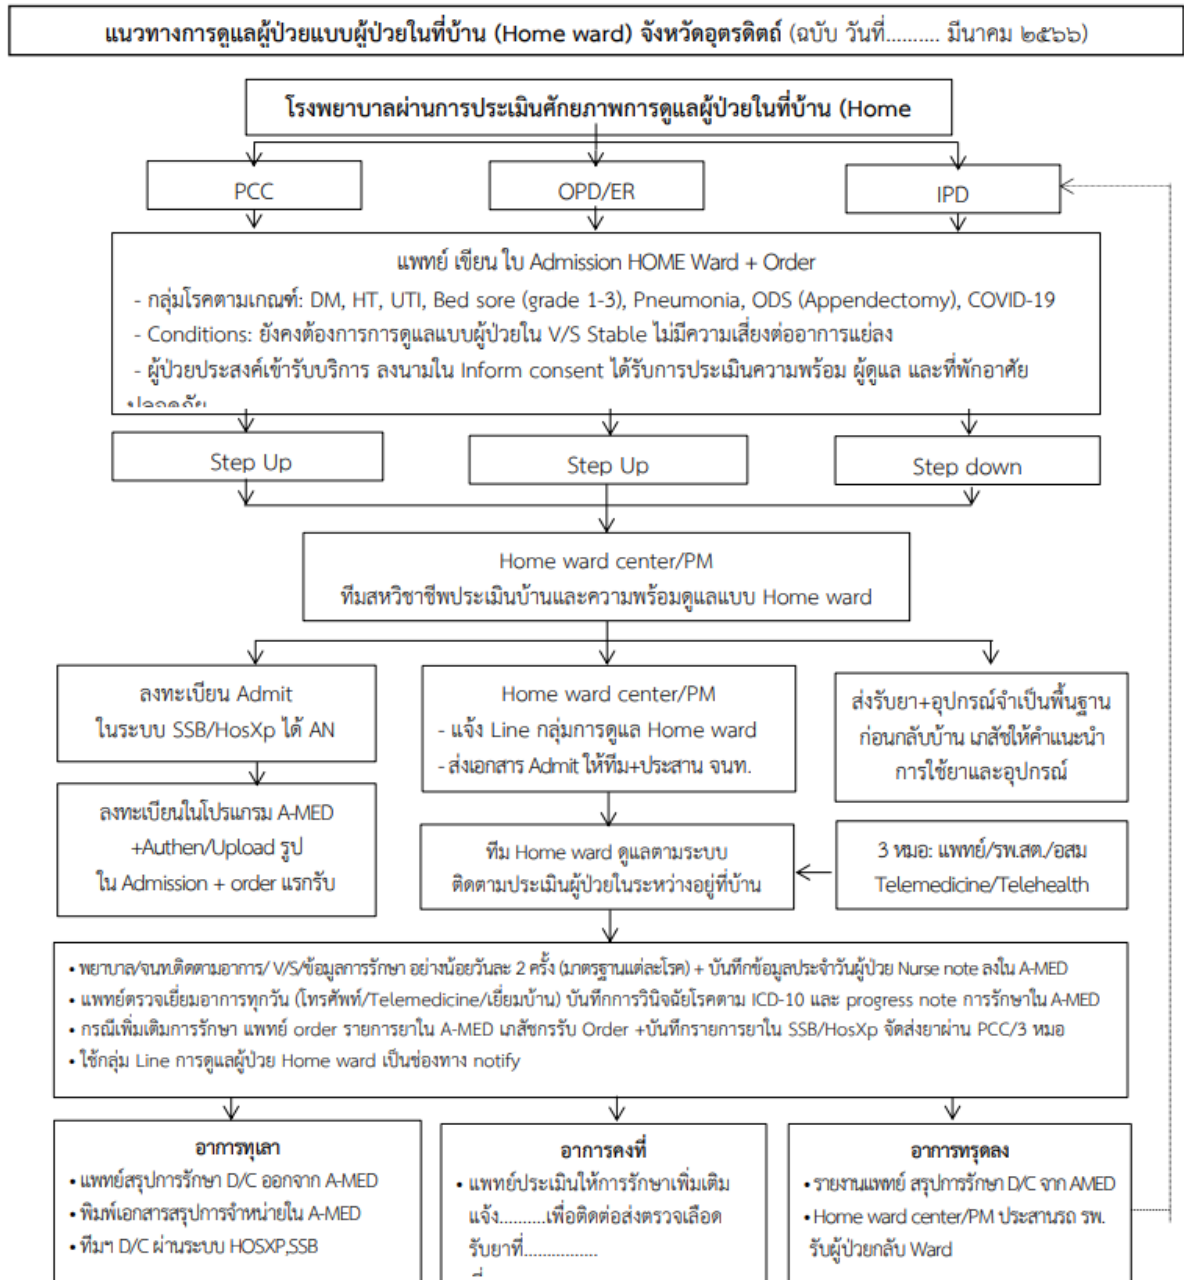 แนวทางการดูแลผู้ป่วยแบบผู้ป่วยในที่บ้าน (Home ward) จังหวัดอุตรดิตถ์ (ฉบับ วันที่.......... มีนาคม ๒๕๖๖)
โรงพยาบาลผ่านการประเมินศักยภาพการดูแลผู้ป่วยในที่บ้าน (Home
PCC
OPD/ER
IPD
แพทย์ เขียน ใบ Admission HOME Ward + Order
- กลุ่มโรคตามเกณฑ์: DM, HT, UTI, Bed sore (grade 1-3), Pneumonia, ODS (Appendectomy), COVID-19
- Conditions: ยังคงต้องการการดูแลแบบผู้ป่วยใน V/S Stable ไม่มีความเสี่ยงต่ออาการแย่ลง
- ผู้ป่วยประสงค์เข้ารับบริการ ลงนามใน Inform consent ได้รับการประเมินความพร้อม ผู้ดูแล และที่พักอาศัย
ปลอดภัย
Step Up
Step Up
Step down
Home ward center/PM
ทีมสหวิชาชีพประเมินบ้านและความพร้อมดูแลแบบ Home ward
ลงทะเบียน Admit
ในระบบ SSB/HosXp ได้ AN
Home ward center/PM
- แจ้ง Line กลุ่มการดูแล Home ward
- ส่งเอกสาร Admit ให้ทีม+ประสาน จนท.
ส่งรับยา+อุปกรณ์จำเป็นพื้นฐาน
ก่อนกลับบ้าน เภสัชให้คำแนะนำ
การใช้ยาและอุปกรณ์
ลงทะเบียนในโปรแกรม A-MED
+Authen/Upload รูป
ใน Admission + order แรกรับ
ทีม Home ward ดูแลตามระบบ
ติดตามประเมินผู้ป่วยในระหว่างอยู่ที่บ้าน
3 หมอ: แพทย์/รพ.สต./อสม
Telemedicine/Telehealth
• พยาบาล/จนท.ติดตามอาการ/ V/S/ข้อมูลการรักษา อย่างน้อยวันละ 2 ครั้ง (มาตรฐานแต่ละโรค) + บันทึกข้อมูลประจำวันผู้ป่วย Nurse note ลงใน A-MED
• แพทย์ตรวจเยี่ยมอาการทุกวัน (โทรศัพท์/Telemedicine/เยี่ยมบ้าน) บันทึกการวินิจฉัยโรคตาม ICD-10 และ progress note การรักษาใน A-MED
• กรณีเพิ่มเติมการรักษา แพทย์ order รายการยาใน A-MED เภสัชกรรับ Order +บันทึกรายการยาใน SSB/HosXp จัดส่งยาผ่าน PCC/3 หมอ
• ใช้กลุ่ม Line การดูแลผู้ป่วย Home ward เป็นช่องทาง notify
อาการทุเลา
• แพทย์สรุปการรักษา D/C ออกจาก A-MED
• พิมพ์เอกสารสรุปการจำหน่ายใน A-MED
• ทีมฯ D/C ผ่านระบบ HOSXP,SSB
อาการคงที่
• แพทย์ประเมินให้การรักษาเพิ่มเติม
แจ้ง..........เพื่อติดต่อส่งตรวจเลือด
รับยาที่................
อาการทรุดลง
• รายงานแพทย์ สรุปการรักษา D/C จาก AMED
• Home ward center/PM ประสานรถ รพ.
รับผู้ป่วยกลับ Ward